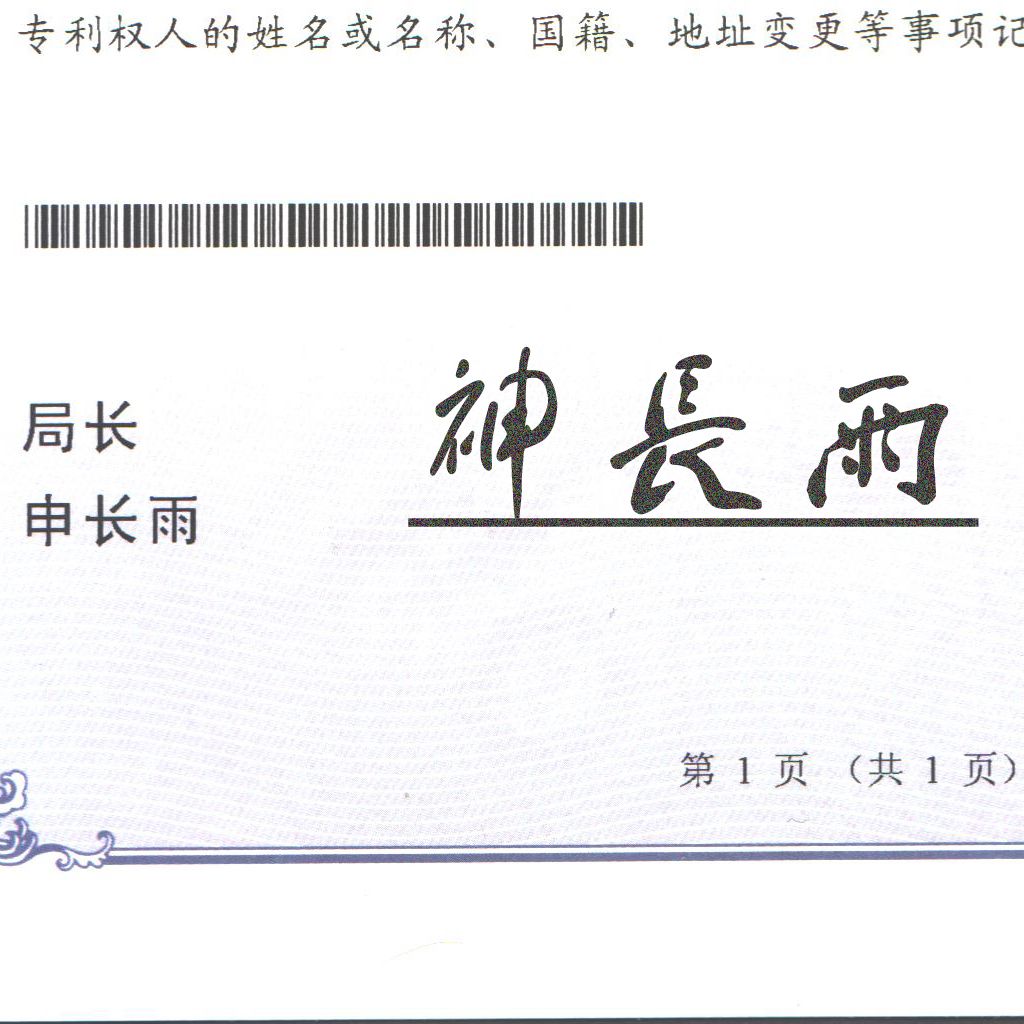 专利权人的姓名或名称、国籍、地址变更等事项记
局长
申长雨
神長雨
第 1 页 （共 1 页）